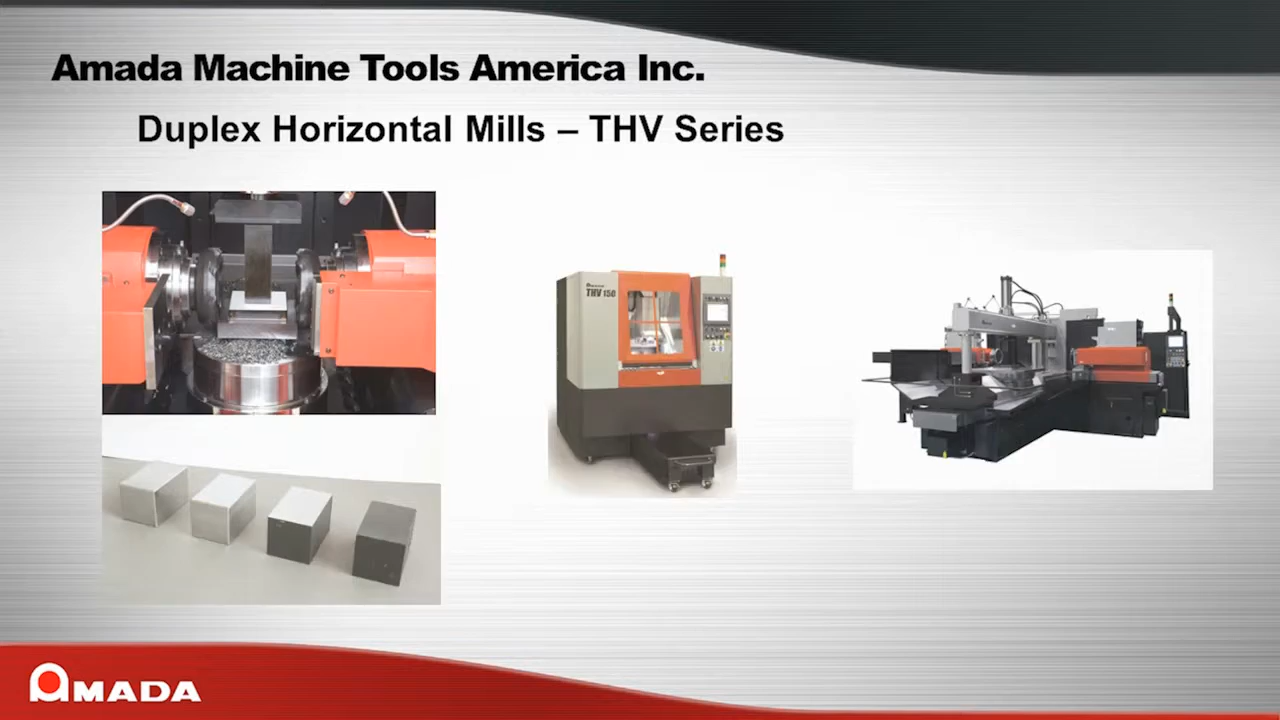 Amada Machine Tools America Inc.
Duplex Horizontal Mills – THV Series
THV 150
AMADA